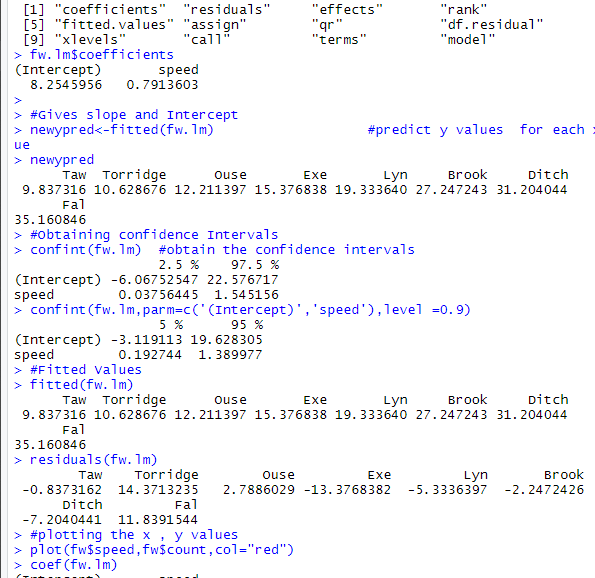 [1] "coefficients"  "residuals"     "effects"       "rank"
[5] "fitted.values" "assign"        "qr"            "df.residual"
[9] "xlevels"       "call"          "terms"         "model"
> fw.lm$coefficients
(Intercept)       speed
  8.2545956   0.7913603
>
> #Gives slope and Intercept
> newypred<-fitted(fw.lm)                   #predict y values  for each
ue
> newypred
      Taw  Torridge      Ouse       Exe       Lyn     Brook     Ditch
 9.837316 10.628676 12.211397 15.376838 19.333640 27.247243 31.204044
      Fal
35.160846
> #Obtaining confidence Intervals
> confint(fw.lm)  #obtain the confidence intervals
                  2.5 %    97.5 %
(Intercept) -6.06752547 22.576717
speed        0.03756445  1.545156
> confint(fw.lm,parm=c('(Intercept)','speed'),level =0.9)
                  5 %      95 %
(Intercept) -3.119113 19.628305
speed        0.192744  1.389977
> #Fitted Values
> fitted(fw.lm)
      Taw  Torridge      Ouse       Exe       Lyn     Brook     Ditch
 9.837316 10.628676 12.211397 15.376838 19.333640 27.247243 31.204044
      Fal
35.160846
> residuals(fw.lm)
        Taw    Torridge        Ouse         Exe         Lyn       Brook
 -0.8373162  14.3713235   2.7886029 -13.3768382  -5.3336397  -2.2472426
      Ditch         Fal
 -7.2040441  11.8391544
> #plotting the x , y values
> plot(fw$speed,fw$count,col="red")
> coef(fw.lm)
(Intercept)       speed